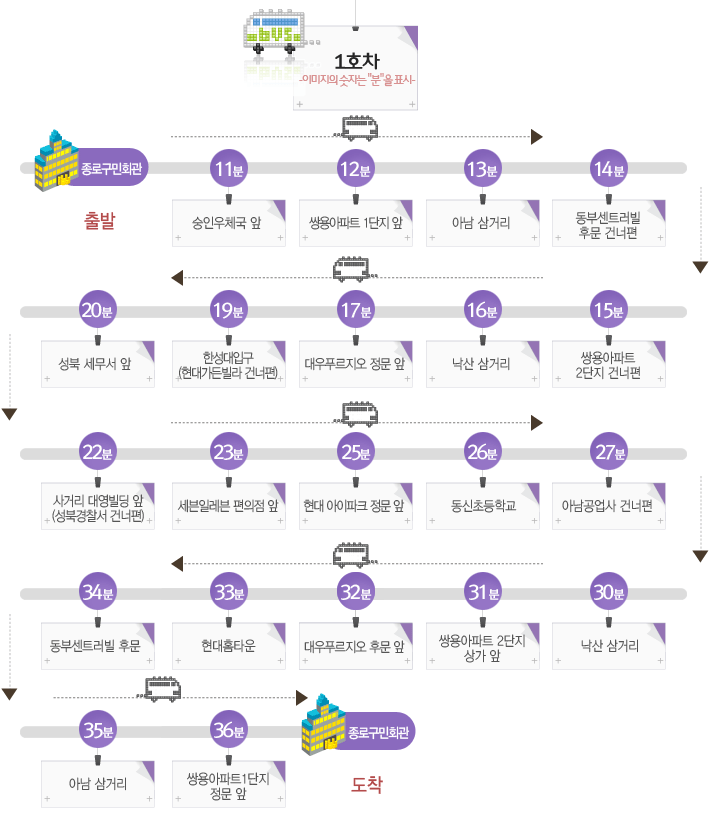 bus
1호차
-이미지의 숫자는 "분"을 표시-
종로구민회관
출발
11분
12분
13분
14분
숭인우체국 앞
쌍용아파트 1단지 앞
아남 삼거리
동부센트러빌
후문 건너편
20분
19분
17분
16분
15분
성북 세무서 앞
한성대입구
(현대가든빌라 건너편)
대우푸르지오 정문 앞
낙산 삼거리
쌍용아파트
2단지 건너편
22분
23분
25분
26분
27분
사거리 대영빌딩 앞
(성북경찰서 건너편)
세븐일레븐 편의점 앞
현대 아이파크 정문 앞
동신초등학교
아남공업사 건너편
34분
33분
32분
31분
30분
동부센트러빌 후문
현대홈타운
대우푸르지오 후문 앞
쌍용아파트 2단지
상가 앞
낙산 삼거리
35분
36분
종로구민회관
아남 삼거리
쌍용아파트1단지
정문 앞
도착